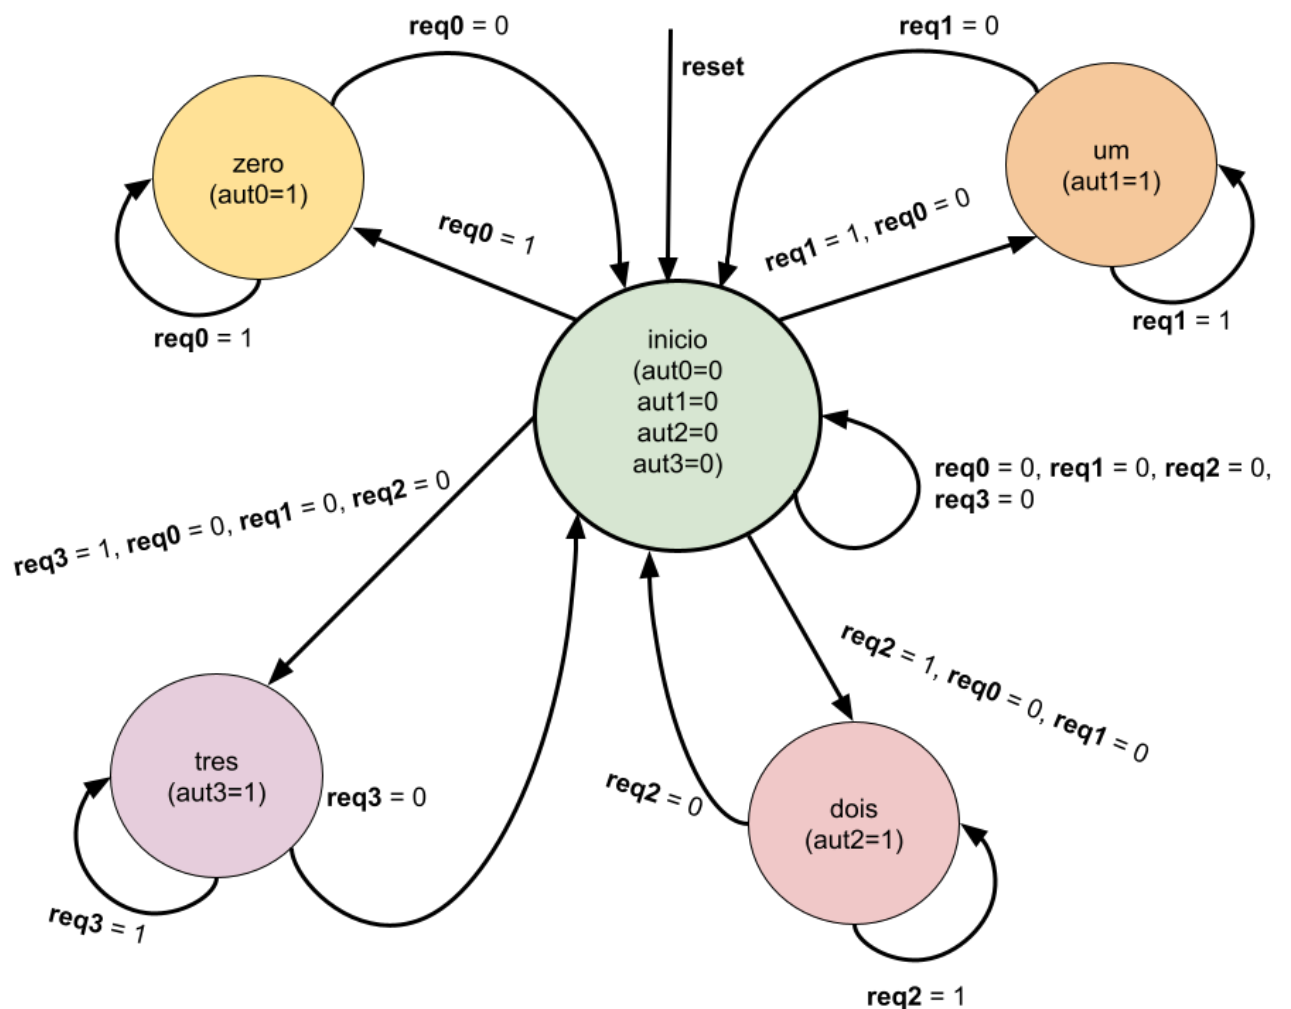 req0 = 0
reset
req1 = 0
zero
(aut0=1)
um
(aut1=1)
req0 = 1
req1 = 1, req0 = 0
req0 = 1
req1 = 1
inicio
(aut0=0
aut1=0
aut2=0
aut3=0)
req0 = 0, req1 = 0, req2 = 0,
req3 = 0
req3 = 1, req0 = 0, req1 = 0, req2 = 0
req2 = 1, req0 = 0, req1 = 0
tres
(aut3=1)
req3 = 0
req2 = 0
dois
(aut2=1)
req3 = 1
req2 = 1